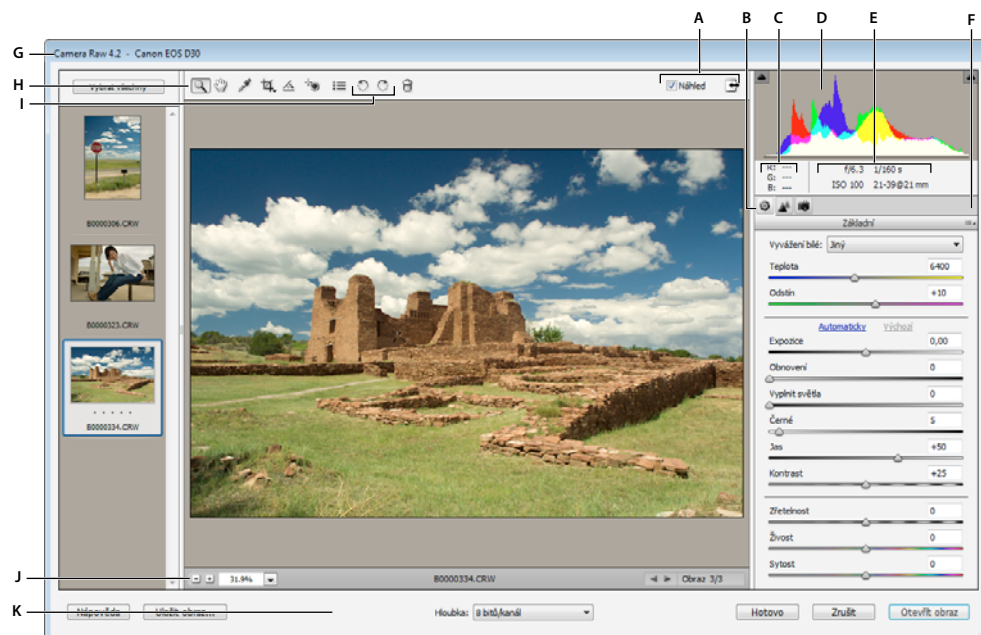 A B C D E F
G Camera Raw 4.2 - Canon EOS D30
H
I
Vybrat všechny
Náhled
R: ---
G: ---
B: ---
f/6.3 1/160 s
ISO 100 21-39@21 mm
B0000306.CRW
B0000323.CRW
B0000334.CRW
Základní
Vyvážení bílé: Jiný
Teplota 6400
Odstín +10
Automaticky Výchozí
Expozice 0,00
Obnovení 0
Vyplnit světla 0
Černé 5
Jas +50
Kontrast +25
Zřetelnost 0
Živost 0
Sytost 0
J 31.9% B0000334.CRW Obraz 3/3
K Nápověda Uložit obraz... Hloubka: 8 bitů/kanál Hotovo Zrušit Otevřít obraz